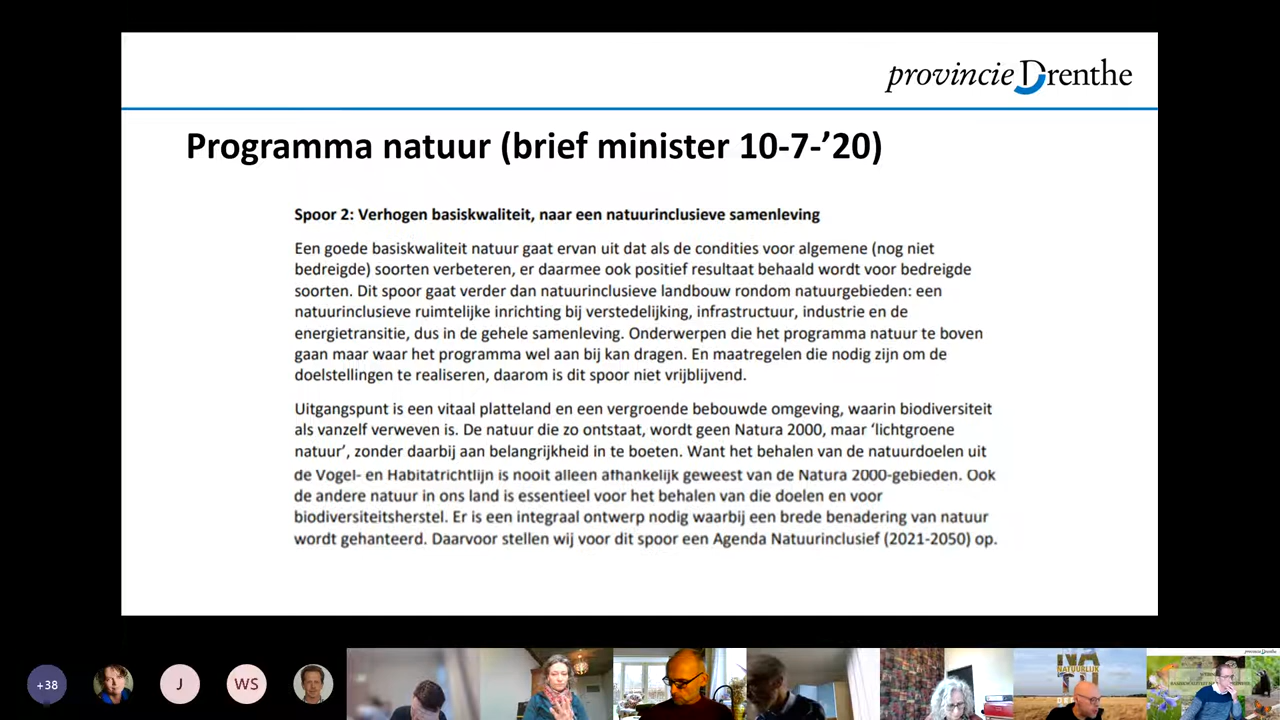 provincie Drenthe
Programma natuur (brief minister 10-7-’20)
Spoor 2: Verhogen basiskwaliteit, naar een natuurinclusieve samenleving
Een goede basiskwaliteit natuur gaat ervan uit dat als de condities voor algemene (nog niet
bedreigde) soorten verbeteren, er daarmee ook positief resultaat behaald wordt voor bedreigde
soorten. Dit spoor gaat verder dan natuurinclusieve landbouw rondom natuurgebieden: een
natuurinclusieve ruimtelijke inrichting bij verstedelijking, infrastructuur, industrie en de
energietransitie, dus in de gehele samenleving. Onderwerpen die het programma natuur te boven
gaan maar waar het programma wel aan bij kan dragen. En maatregelen die nodig zijn om de
doelstellingen te realiseren, daarom is dit spoor niet vrijblijvend.
Uitgangspunt is een vitaal platteland en een vergroende bebouwde omgeving, waarin biodiversiteit
als vanzelf verweven is. De natuur die zo ontstaat, wordt geen Natura 2000, maar ‘lichtgroene
natuur’, zonder daarbij aan belangrijkheid in te boeten. Want het behalen van de natuurdoelen uit
de Vogel- en Habitatrichtlijn is nooit alleen afhankelijk geweest van de Natura 2000-gebieden. Ook
de andere natuur in ons land is essentieel voor het behalen van die doelen en voor
biodiversiteitsherstel. Er is een integraal ontwerp nodig waarbij een brede benadering van natuur
wordt gehanteerd. Daarvoor stellen wij voor dit spoor een Agenda Natuurinclusief (2021-2050) op.
+38
J
WS
NATUURLIJK